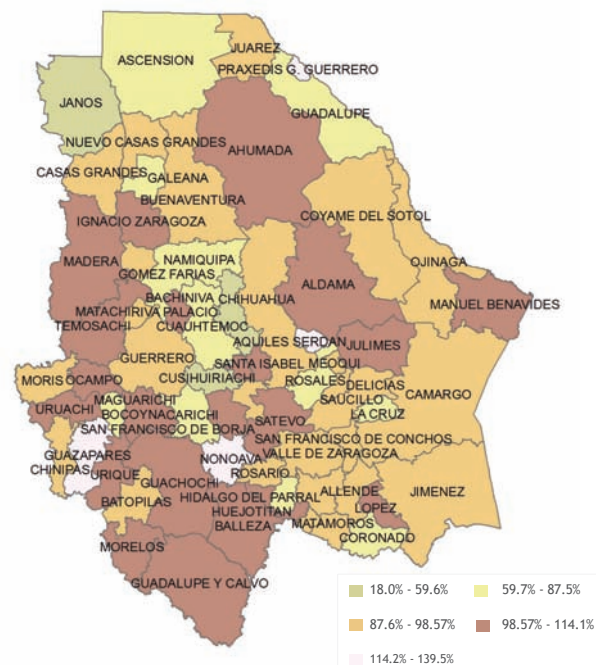 JUAREZ
ASCENSION
PRAXEDIS G. GUERRERO
JANOS
GUADALUPE
NUEVO CASAS GRANDES
AHUMADA
CASAS GRANDES
GALEANA
BUENAVENTURA
COYAME DEL SOTOL
IGNACIO ZARAGOZA
MADERA
NAMIQUIPA
OJINAGA
GOMEZ FARIAS
ALDAMA
BACHINIVA
CHIHUAHUA
MANUEL BENAVIDES
MATACHI
RIVA PALACIO
TEMOSACHI
CUAUHTEMOC
AQUILES SERDAN
JULIMES
GUERRERO
SANTA ISABEL
MEOQUI
MORIS
OCAMPO
CUSIHUIRIACHI
ROSALES
DELICIAS
CAMARGO
MAGUARICHI
SAUCILLO
URUACHI
BOCOYNA
CARICHI
LA CRUZ
SATEVO
SAN FRANCISCO DE BORJA
SAN FRANCISCO DE CONCHOS
GUAZAPARES
NONOAVA
VALLE DE ZARAGOZA
CHINIPAS
URIQUE
ROSARIO
GUACHOCHI
BATOPILAS
HIDALGO DEL PARRAL
ALLENDE
JIMENEZ
HUEJOTITAN
LOPEZ
BALLEZA
MATAMOROS
CORONADO
MORELOS
GUADALUPE Y CALVO
18.0% - 59.6%
59.7% - 87.5%
87.6% - 98.57%
98.57% - 114.1%
114.2% - 139.5%